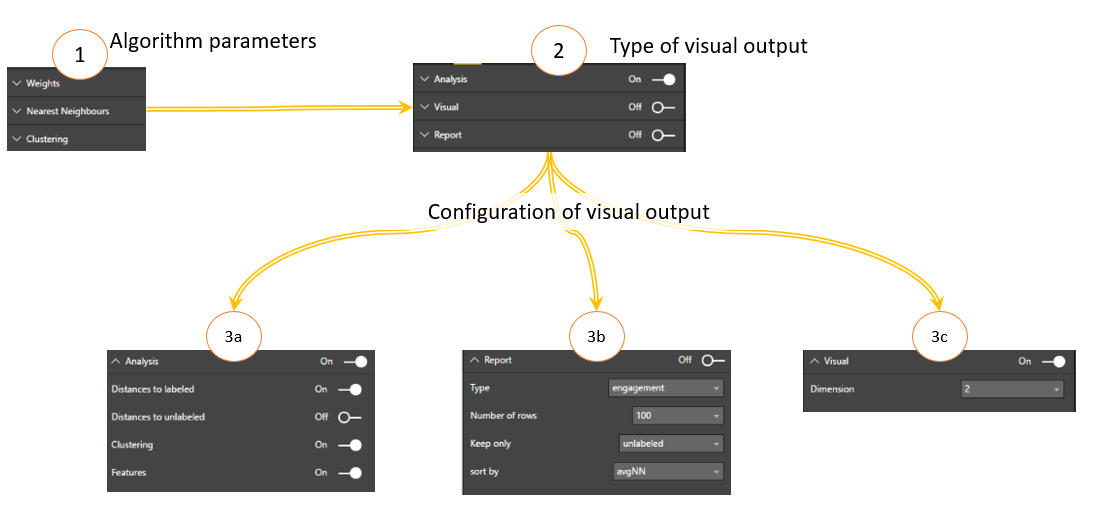 1
Algorithm parameters
Weights
Nearest Neighbours
Clustering
2
Type of visual output
Analysis On
Visual Off
Report Off
Configuration of visual output
3a
Analysis On
Distances to labeled On
Distances to unlabeled Off
Clustering On
Features On
3b
Report Off
Type engagement
Number of rows 100
Keep only unlabeled
sort by avgNN
3c
Visual On
Dimension 2